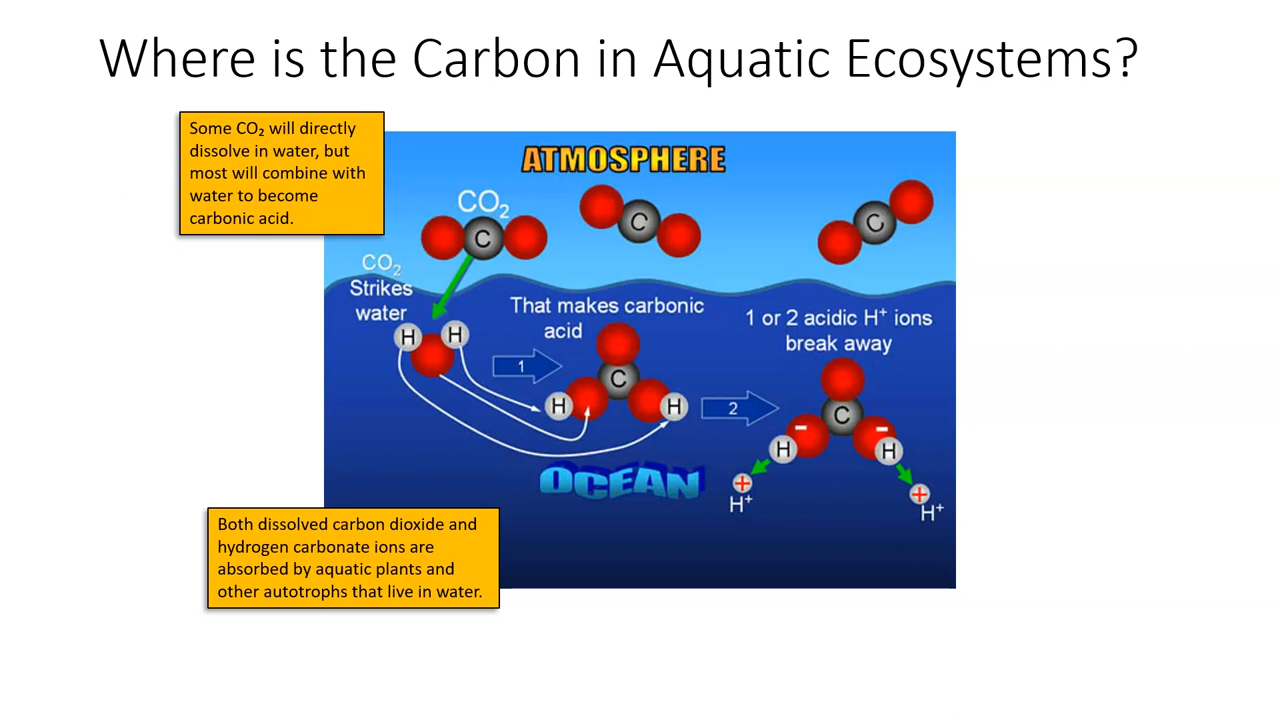 Where is the Carbon in Aquatic Ecosystems?
Some CO₂ will directly
dissolve in water, but
most will combine with
water to become
carbonic acid.
ATMOSPHERE
CO₂
C
C
C
CO₂
Strikes
water
That makes carbonic
acid
1 or 2 acidic H⁺ ions
break away
H
H
1
C
H
H
2
C
H
H
OCEAN
H⁺
H⁺
Both dissolved carbon dioxide and
hydrogen carbonate ions are
absorbed by aquatic plants and
other autotrophs that live in water.